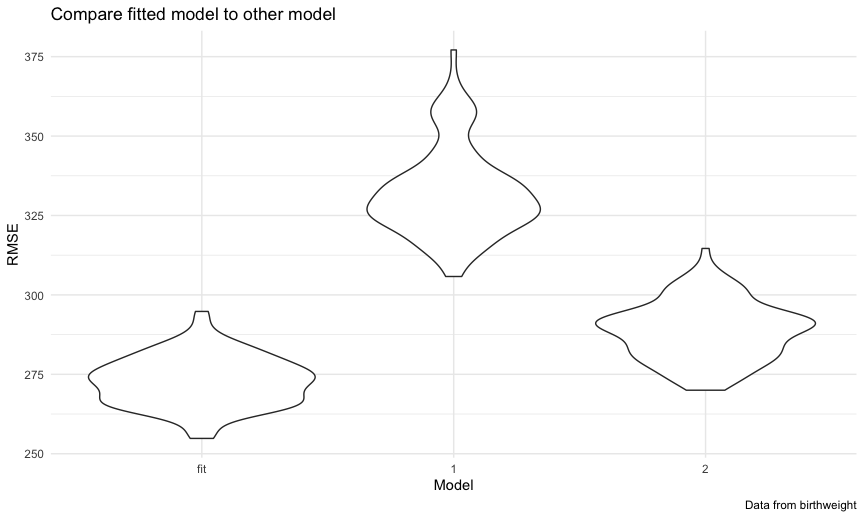 Compare fitted model to other model
375
350
325
300
275
250
RMSE
fit 1 2
Model
Data from birthweight